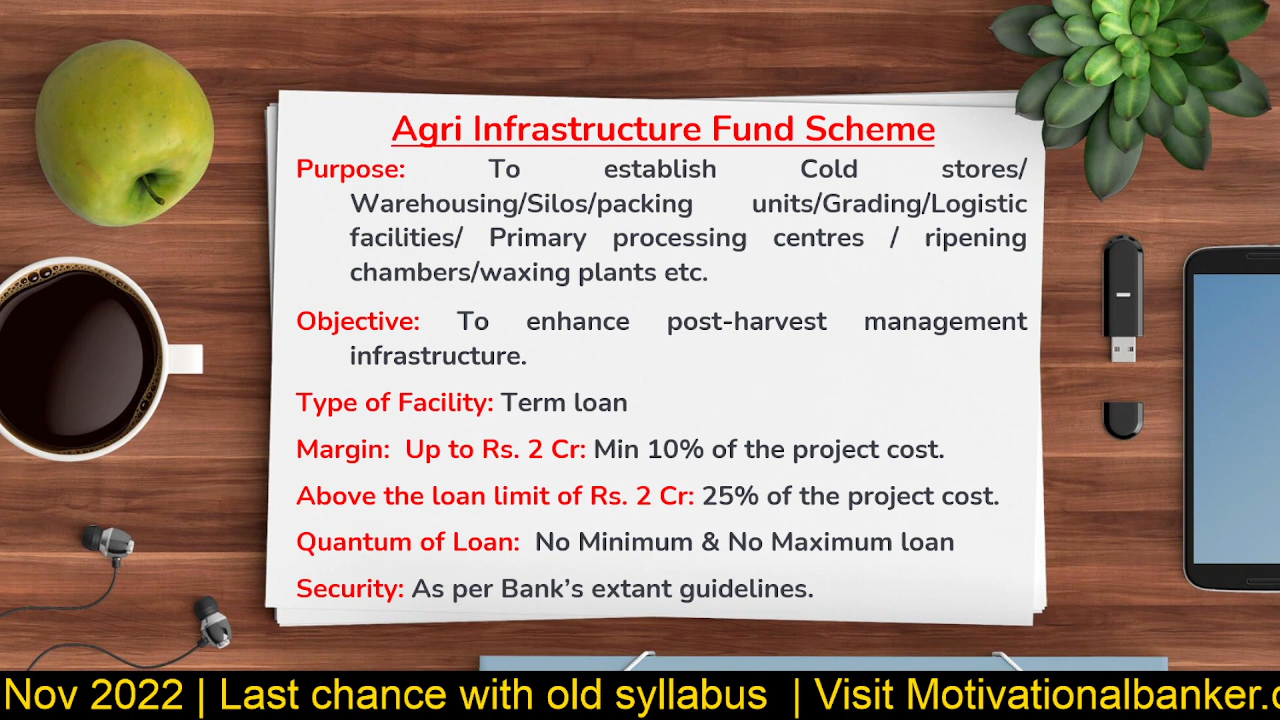 Agri Infrastructure Fund Scheme
Purpose: To establish Cold stores/
Warehousing/Silos/packing units/Grading/Logistic
facilities/ Primary processing centres / ripening
chambers/waxing plants etc.
Objective: To enhance post-harvest management
infrastructure.
Type of Facility: Term loan
Margin: Up to Rs. 2 Cr: Min 10% of the project cost.
Above the loan limit of Rs. 2 Cr: 25% of the project cost.
Quantum of Loan: No Minimum & No Maximum loan
Security: As per Bank’s extant guidelines.
Nov 2022 | Last chance with old syllabus | Visit Motivationalbanker.c